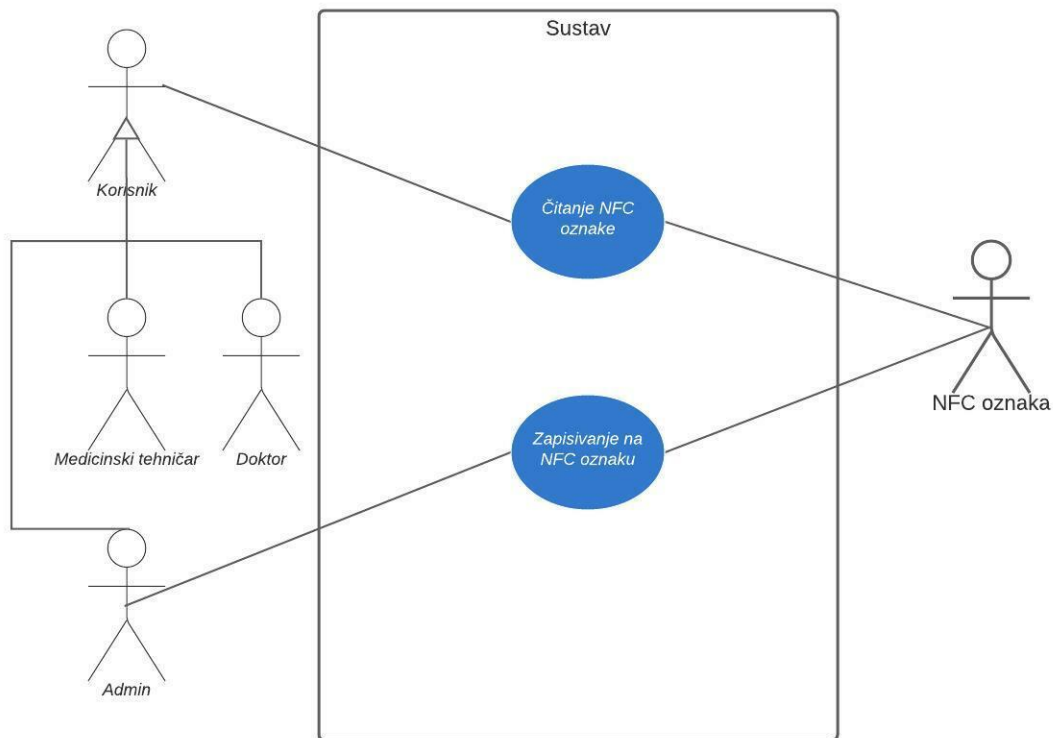 Sustav
Korisnik
Čitanje NFC
oznake
NFC oznaka
Medicinski tehničar
Doktor
Zapisivanje na
NFC oznaku
Admin